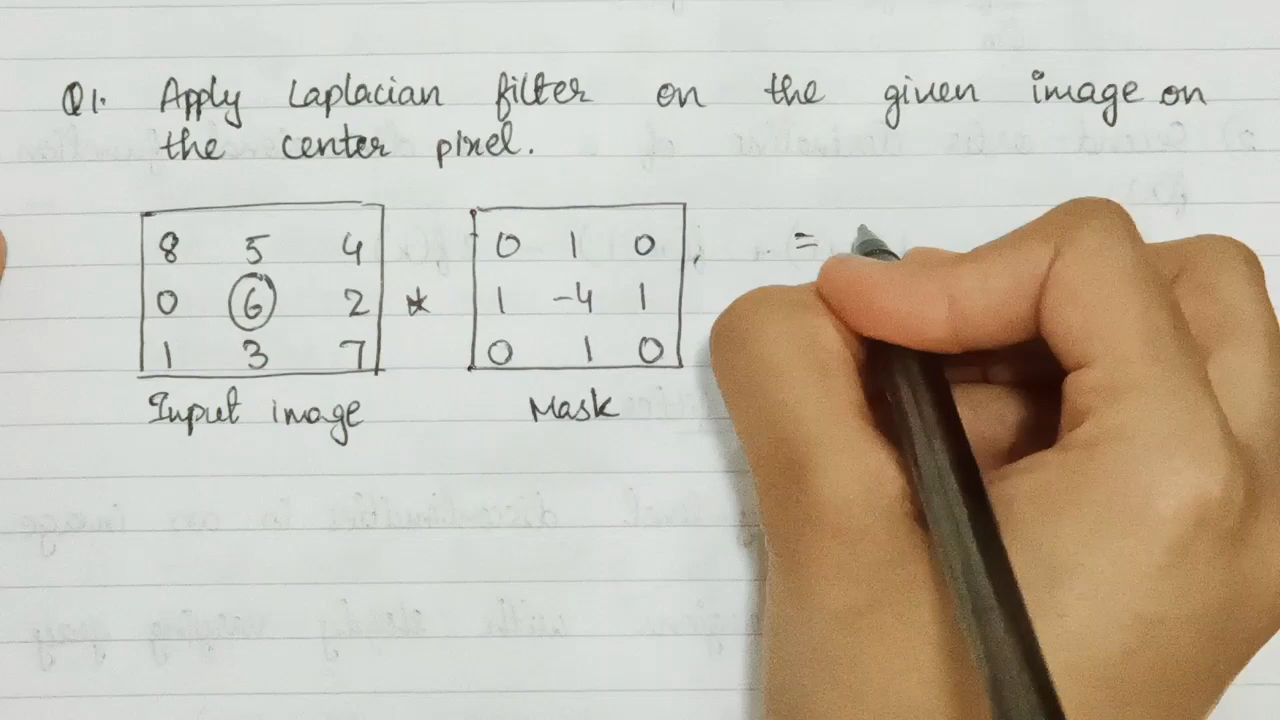 Q1. Apply Laplacian filter on the given image on
the center pixel.
8 5 4
0 6 2
1 3 7
Input image
*
0 1 0
1 -4 1
0 1 0
Mask
, =